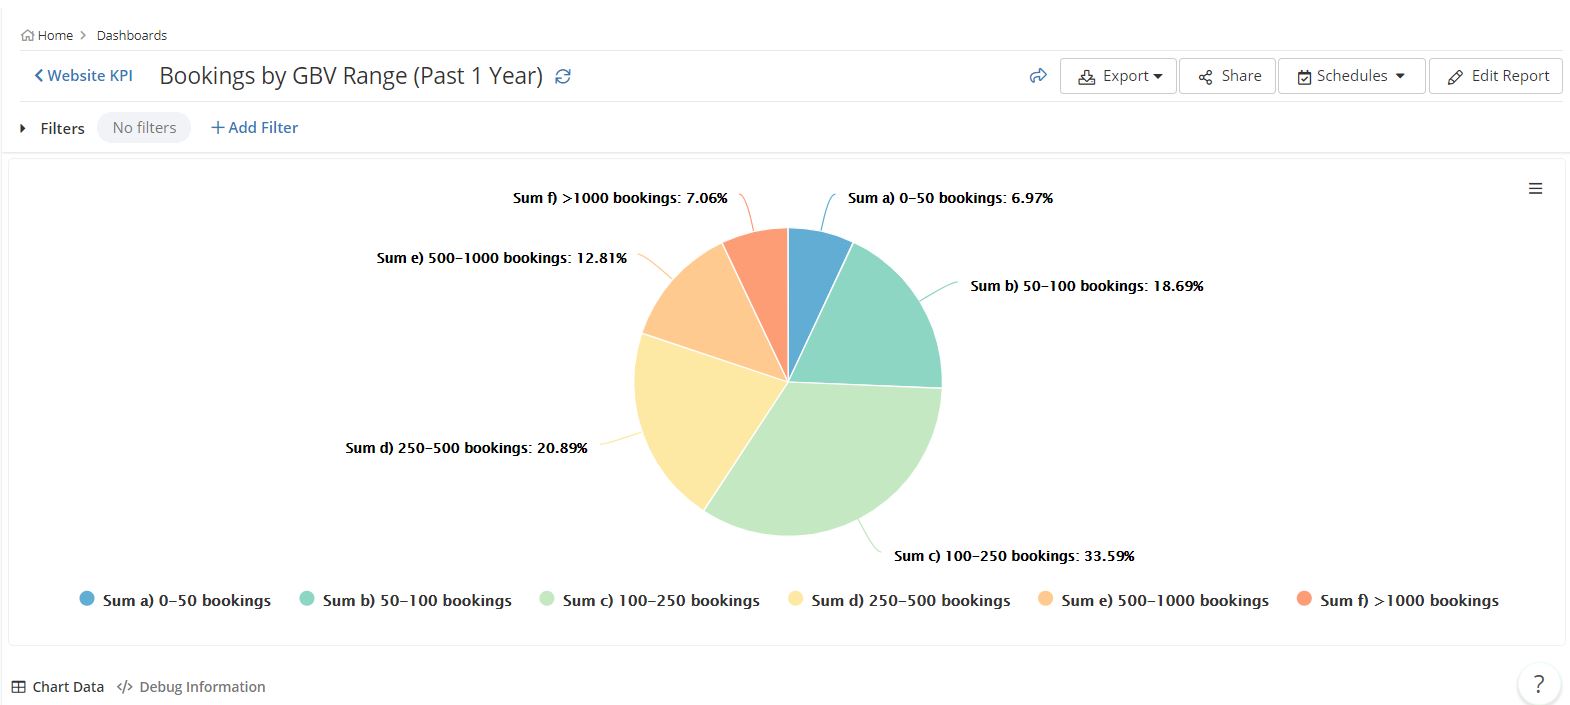 Home > Dashboards
Website KPI
Bookings by GBV Range (Past 1 Year)
Export
Share
Schedules
Edit Report
Filters
No filters
+ Add Filter
Sum f) >1000 bookings: 7.06%
Sum a) 0-50 bookings: 6.97%
Sum e) 500-1000 bookings: 12.81%
Sum b) 50-100 bookings: 18.69%
Sum d) 250-500 bookings: 20.89%
Sum c) 100-250 bookings: 33.59%
Sum a) 0-50 bookings
Sum b) 50-100 bookings
Sum c) 100-250 bookings
Sum d) 250-500 bookings
Sum e) 500-1000 bookings
Sum f) >1000 bookings
Chart Data
</> Debug Information
?